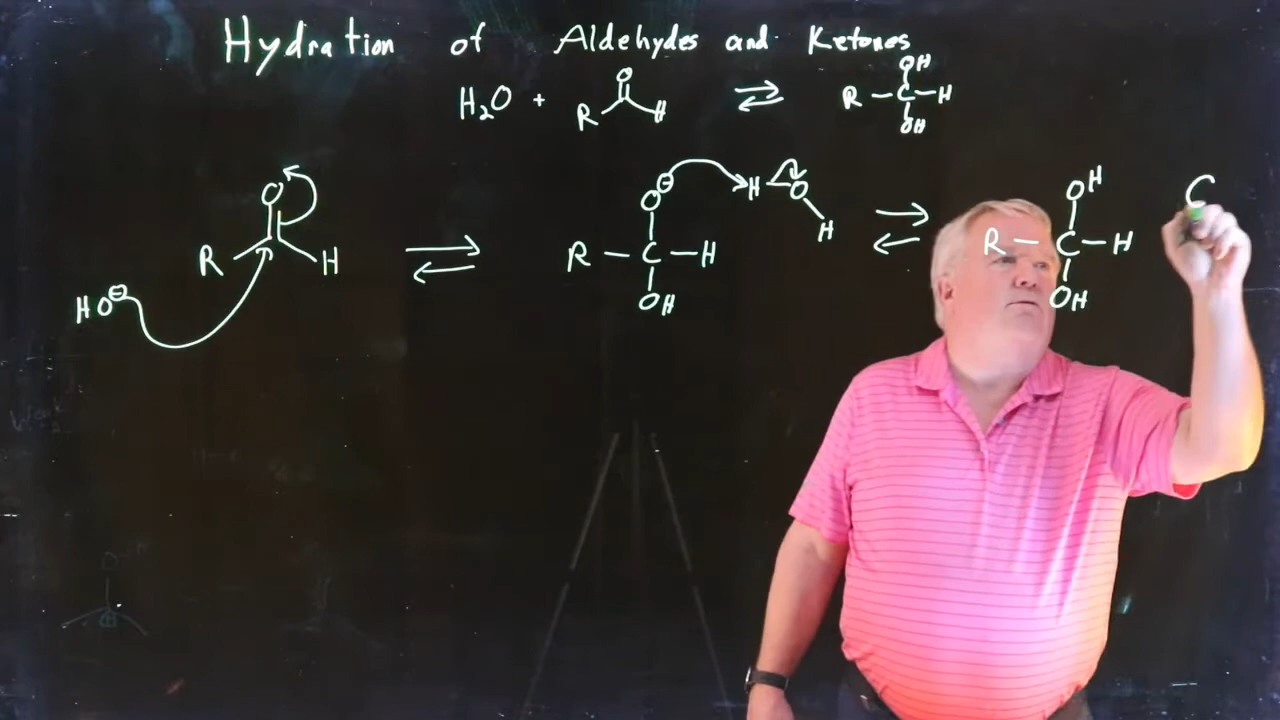 Hydration of Aldehydes and Ketones
O OH
H₂O + R H ⇌ R - C - H
OH
O O⊖ H O OH
R H ⇌ R - C - H H ⇌ R - C - H
HO⊖ OH OH